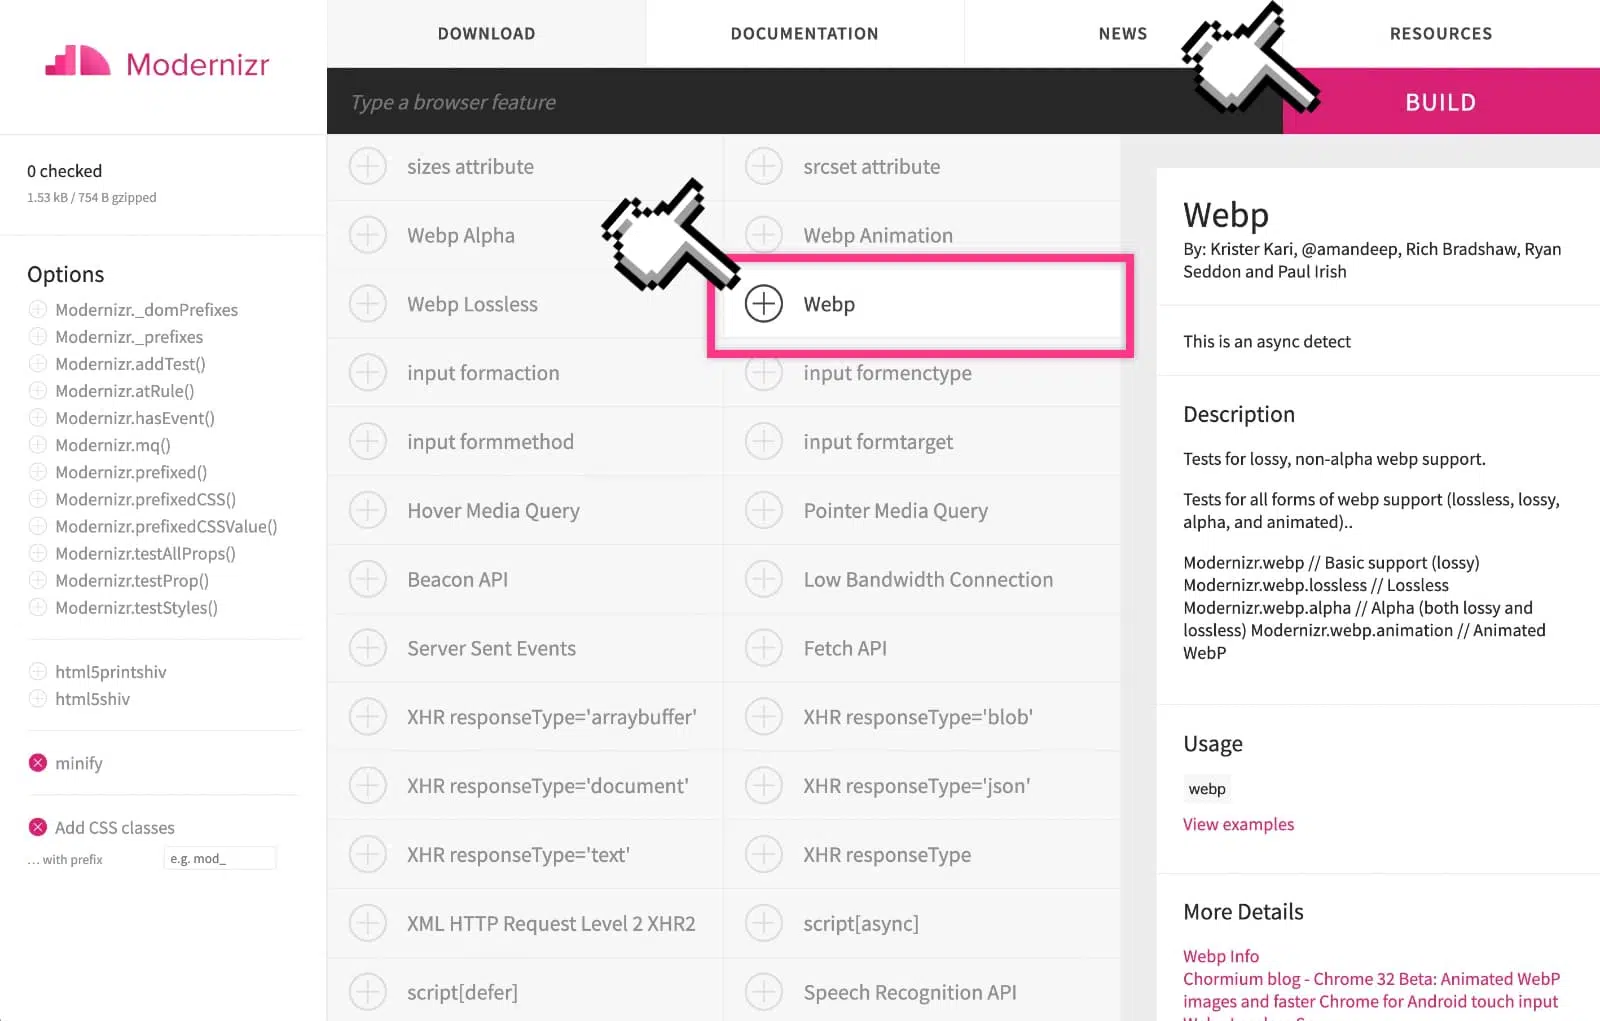 Modernizr
DOWNLOAD
DOCUMENTATION
NEWS
RESOURCES
Type a browser feature
BUILD
0 checked
1.53 kB / 754 B gzipped
Options
Modernizr._domPrefixes
Modernizr._prefixes
Modernizr.addTest()
Modernizr.atRule()
Modernizr.hasEvent()
Modernizr.mq()
Modernizr.prefixed()
Modernizr.prefixedCSS()
Modernizr.prefixedCSSValue()
Modernizr.testAllProps()
Modernizr.testProp()
Modernizr.testStyles()
html5printshiv
html5shiv
minify
Add CSS classes
... with prefix
e.g. mod_
sizes attribute
srcset attribute
Webp Alpha
Webp Animation
Webp Lossless
Webp
input formaction
input formenctype
input formmethod
input formtarget
Hover Media Query
Pointer Media Query
Beacon API
Low Bandwidth Connection
Server Sent Events
Fetch API
XHR responseType='arraybuffer'
XHR responseType='blob'
XHR responseType='document'
XHR responseType='json'
XHR responseType='text'
XHR responseType
XML HTTP Request Level 2 XHR2
script[async]
script[defer]
Speech Recognition API
Webp
By: Krister Kari, @amandeep, Rich Bradshaw, Ryan
Seddon and Paul Irish
This is an async detect
Description
Tests for lossy, non-alpha webp support.
Tests for all forms of webp support (lossless, lossy,
alpha, and animated)..
Modernizr.webp // Basic support (lossy)
Modernizr.webp.lossless // Lossless
Modernizr.webp.alpha // Alpha (both lossy and
lossless) Modernizr.webp.animation // Animated
WebP
Usage
webp
View examples
More Details
Webp Info
Chormium blog - Chrome 32 Beta: Animated WebP
images and faster Chrome for Android touch input